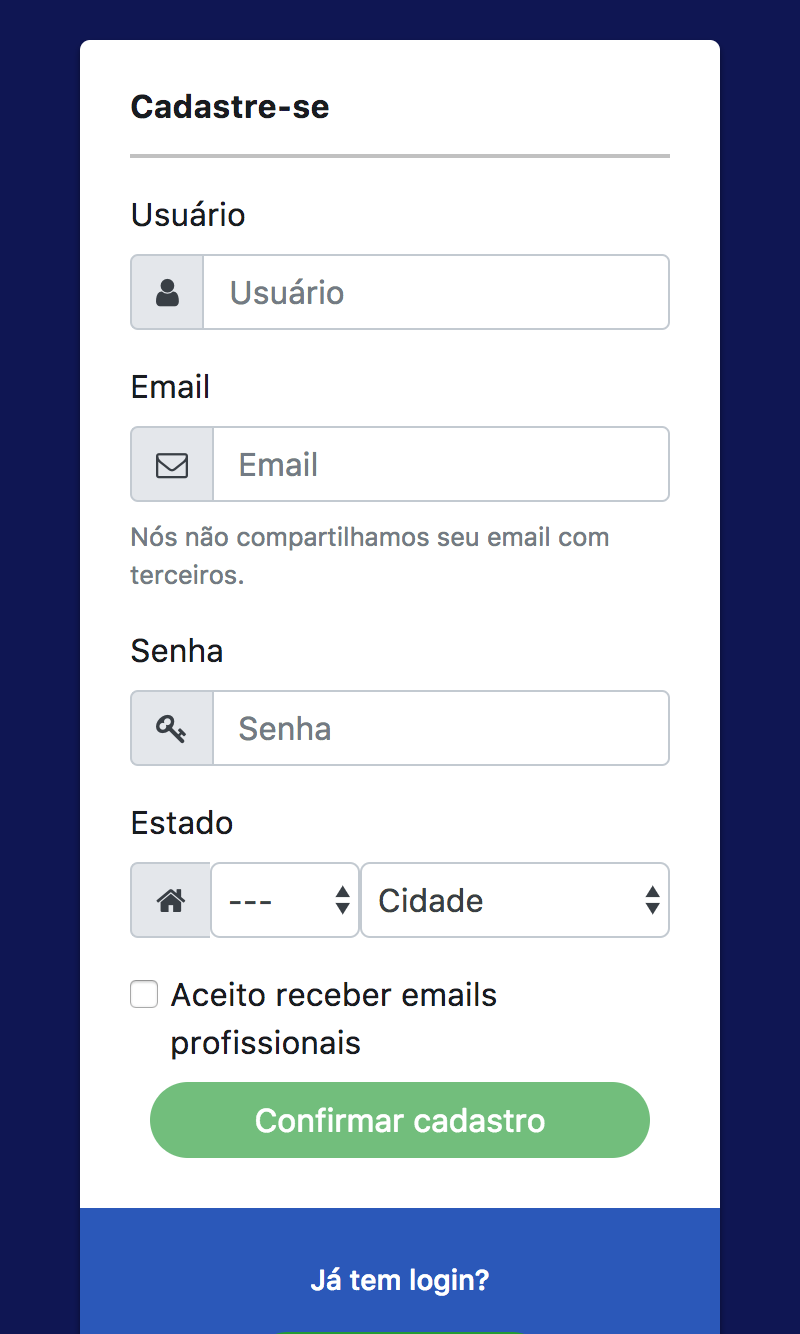 Cadastre-se
Usuário
Usuário
Email
Email
Nós não compartilhamos seu email com
terceiros.
Senha
Senha
Estado
--- Cidade
Aceito receber emails
profissionais
Confirmar cadastro
Já tem login?